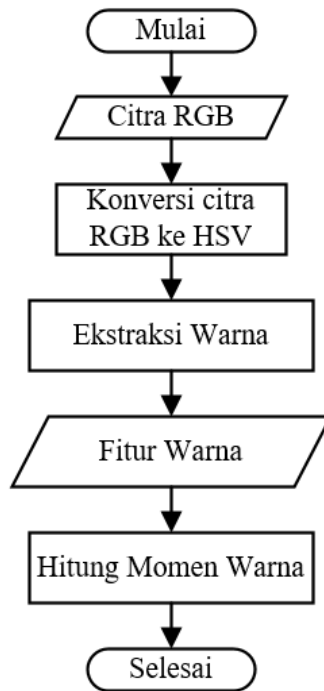 Mulai
Citra RGB
Konversi citra
RGB ke HSV
Ekstraksi Warna
Fitur Warna
Hitung Momen Warna
Selesai